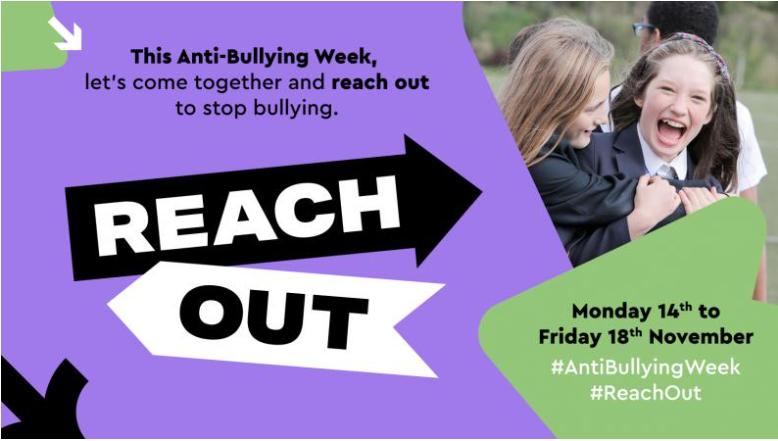 This Anti-Bullying Week,
let's come together and reach out
to stop bullying.
REACH
OUT
Monday 14th to
Friday 18th November
#AntiBullyingWeek
#ReachOut